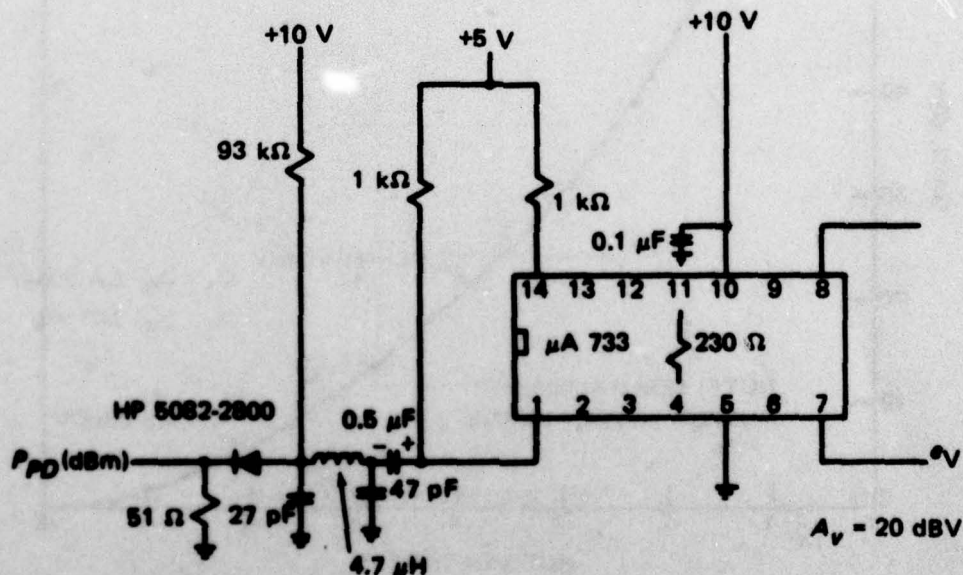 +10 V
+5 V
+10 V
93 kΩ
1 kΩ
1 kΩ
0.1 μF
14 13 12 11 10 9 8
μA 733
230 Ω
1 2 3 4 5 6 7
HP 5082-2800
0.5 μF
- +
P_PD (dBm)
47 pF
e_V
51 Ω
27 pF
4.7 μH
A_v = 20 dBV